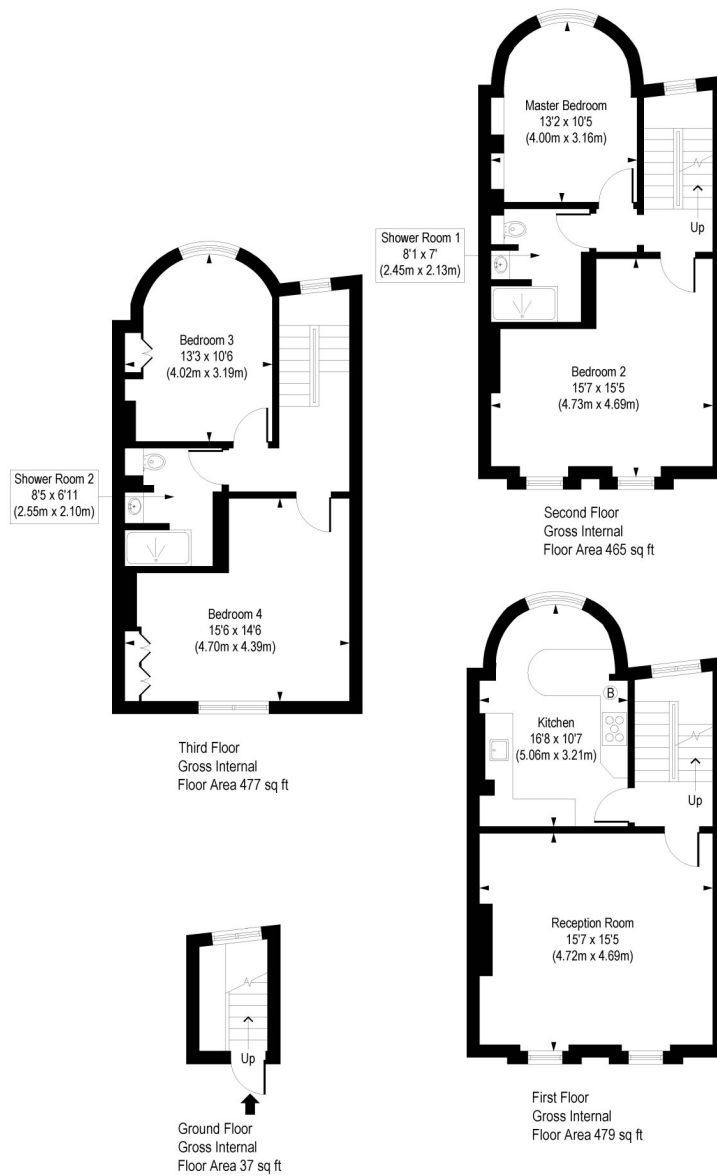 Master Bedroom
13'2 x 10'5
(4.00m x 3.16m)
Up
Shower Room 1
8'1 x 7'
(2.45m x 2.13m)
Bedroom 2
15'7 x 15'5
(4.73m x 4.69m)
Second Floor
Gross Internal
Floor Area 465 sq ft
Bedroom 3
13'3 x 10'6
(4.02m x 3.19m)
Shower Room 2
8'5 x 6'11
(2.55m x 2.10m)
Bedroom 4
15'6 x 14'6
(4.70m x 4.39m)
Third Floor
Gross Internal
Floor Area 477 sq ft
B
Kitchen
16'8 x 10'7
(5.06m x 3.21m)
Up
Reception Room
15'7 x 15'5
(4.72m x 4.69m)
First Floor
Gross Internal
Floor Area 479 sq ft
Up
Ground Floor
Gross Internal
Floor Area 37 sq ft